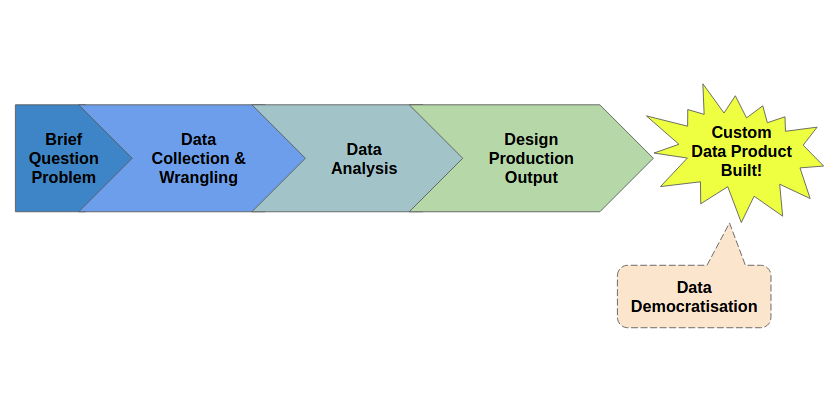 Brief
Question
Problem
Data
Collection &
Wrangling
Data
Analysis
Design
Production
Output
Custom
Data Product
Built!
Data
Democratisation